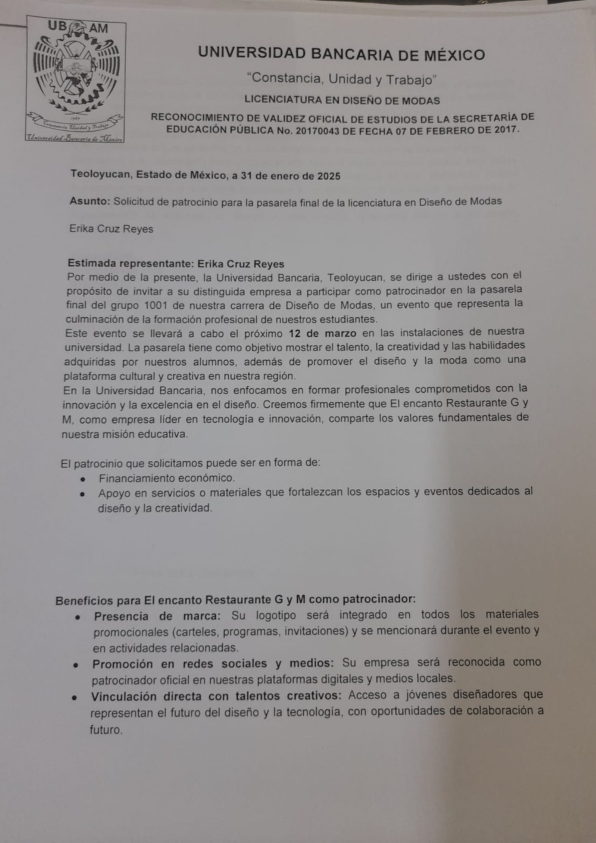 UB AM
Constancia, Unidad y Trabajo
Universidad Bancaria de México
UNIVERSIDAD BANCARIA DE MÉXICO
“Constancia, Unidad y Trabajo”
LICENCIATURA EN DISEÑO DE MODAS
RECONOCIMIENTO DE VALIDEZ OFICIAL DE ESTUDIOS DE LA SECRETARÍA DE
EDUCACIÓN PÚBLICA No. 20170043 DE FECHA 07 DE FEBRERO DE 2017.
Teoloyucan, Estado de México, a 31 de enero de 2025
Asunto: Solicitud de patrocinio para la pasarela final de la licenciatura en Diseño de Modas
Erika Cruz Reyes
Estimada representante: Erika Cruz Reyes
Por medio de la presente, la Universidad Bancaria, Teoloyucan, se dirige a ustedes con el
propósito de invitar a su distinguida empresa a participar como patrocinador en la pasarela
final del grupo 1001 de nuestra carrera de Diseño de Modas, un evento que representa la
culminación de la formación profesional de nuestros estudiantes.
Este evento se llevará a cabo el próximo 12 de marzo en las instalaciones de nuestra
universidad. La pasarela tiene como objetivo mostrar el talento, la creatividad y las habilidades
adquiridas por nuestros alumnos, además de promover el diseño y la moda como una
plataforma cultural y creativa en nuestra región.
En la Universidad Bancaria, nos enfocamos en formar profesionales comprometidos con la
innovación y la excelencia en el diseño. Creemos firmemente que El encanto Restaurante G y
M, como empresa líder en tecnología e innovación, comparte los valores fundamentales de
nuestra misión educativa.
El patrocinio que solicitamos puede ser en forma de:
● Financiamiento económico.
● Apoyo en servicios o materiales que fortalezcan los espacios y eventos dedicados al
diseño y la creatividad.
Beneficios para El encanto Restaurante G y M como patrocinador:
● Presencia de marca: Su logotipo será integrado en todos los materiales
promocionales (carteles, programas, invitaciones) y se mencionará durante el evento y
en actividades relacionadas.
● Promoción en redes sociales y medios: Su empresa será reconocida como
patrocinador oficial en nuestras plataformas digitales y medios locales.
● Vinculación directa con talentos creativos: Acceso a jóvenes diseñadores que
representan el futuro del diseño y la tecnología, con oportunidades de colaboración a
futuro.